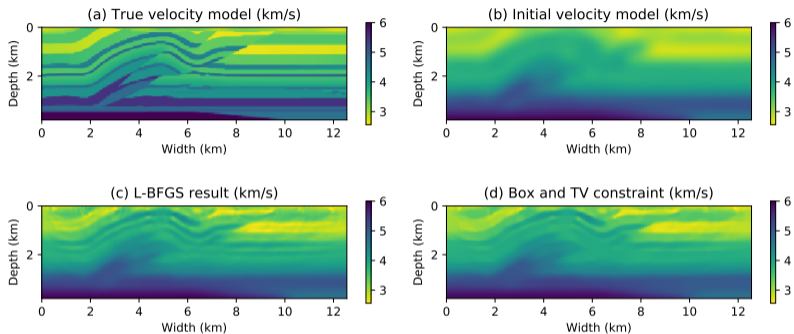 (a) True velocity model (km/s)
0
2
Depth (km)
0 2 4 6 8 10 12
Width (km)
6
5
4
3
(b) Initial velocity model (km/s)
0
2
Depth (km)
0 2 4 6 8 10 12
Width (km)
6
5
4
3
(c) L-BFGS result (km/s)
0
2
Depth (km)
0 2 4 6 8 10 12
Width (km)
6
5
4
3
(d) Box and TV constraint (km/s)
0
2
Depth (km)
0 2 4 6 8 10 12
Width (km)
6
5
4
3